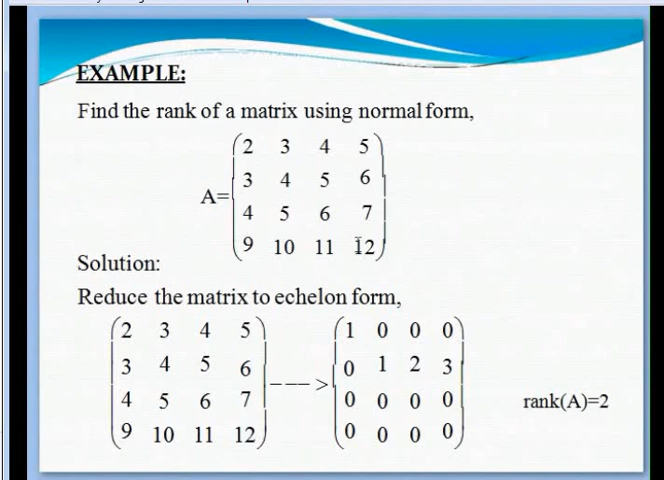 EXAMPLE:
Find the rank of a matrix using normal form,
A=
2 3 4 5
3 4 5 6
4 5 6 7
9 10 11 12
Solution:
Reduce the matrix to echelon form,
2 3 4 5 1 0 0 0
3 4 5 6 ---> 0 1 2 3
4 5 6 7 0 0 0 0 rank(A)=2
9 10 11 12 0 0 0 0